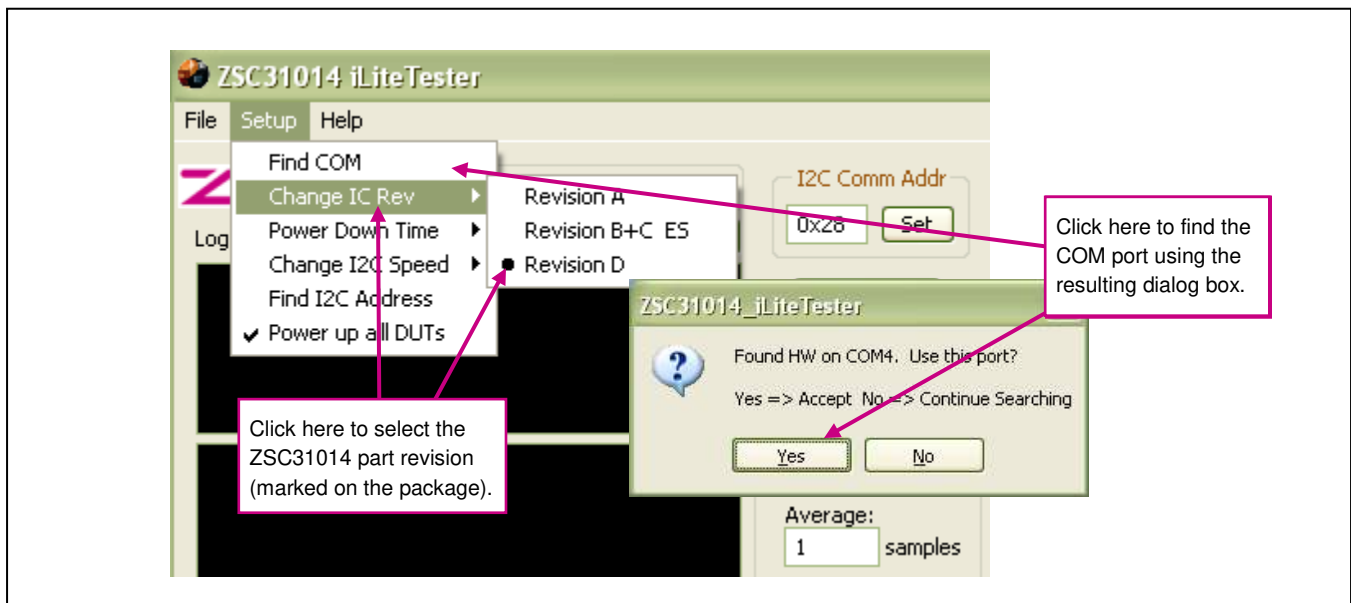 ZSC31014 iLiteTester
File Setup Help
Find COM
Change IC Rev
Power Down Time
Change I2C Speed
Find I2C Address
Power up all DUTs
Revision A
Revision B+C ES
Revision D
Log
I2C Comm Addr
0x28 Set
Click here to find the
COM port using the
resulting dialog box.
ZSC31014_iLiteTester
Found HW on COM4. Use this port?
Yes => Accept No => Continue Searching
Yes No
Click here to select the
ZSC31014 part revision
(marked on the package).
Average:
1 samples